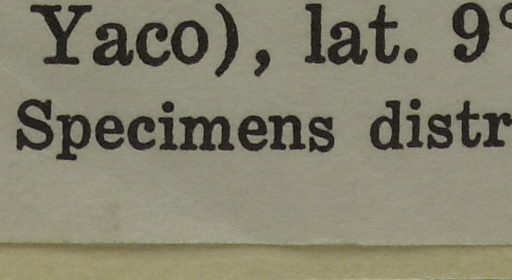 Yaco), lat. 9°
Specimens distr